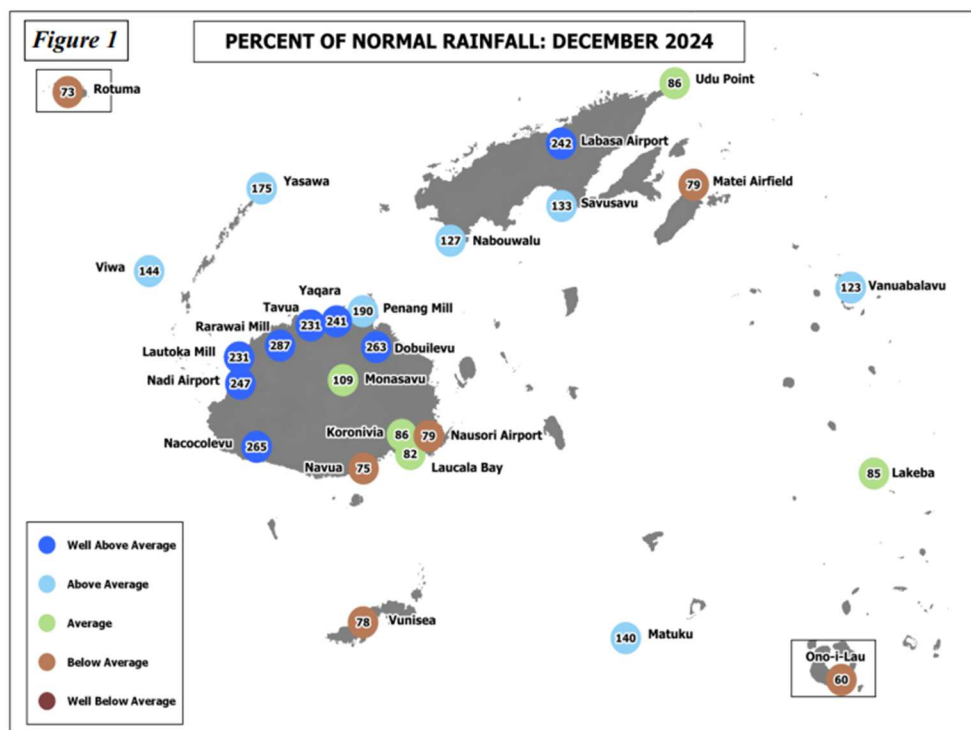 Figure 1
PERCENT OF NORMAL RAINFALL: DECEMBER 2024
73 Rotuma
86 Udu Point
242 Labasa Airport
175 Yasawa
79 Matei Airfield
133 Savusavu
127 Nabouwalu
Viwa 144
123 Vanuabalavu
Yaqara 241
190 Penang Mill
Tavua 231
Rarawai Mill 287
263 Dobuilevu
Lautoka Mill 231
Nadi Airport 247
109 Monasavu
Koronivia 86
79 Nausori Airport
Nacocolevu 265
82 Laucala Bay
Navua 75
85 Lakeba
Well Above Average
Above Average
Average
Below Average
Well Below Average
78 Vunisea
140 Matuku
Ono-i-Lau
60